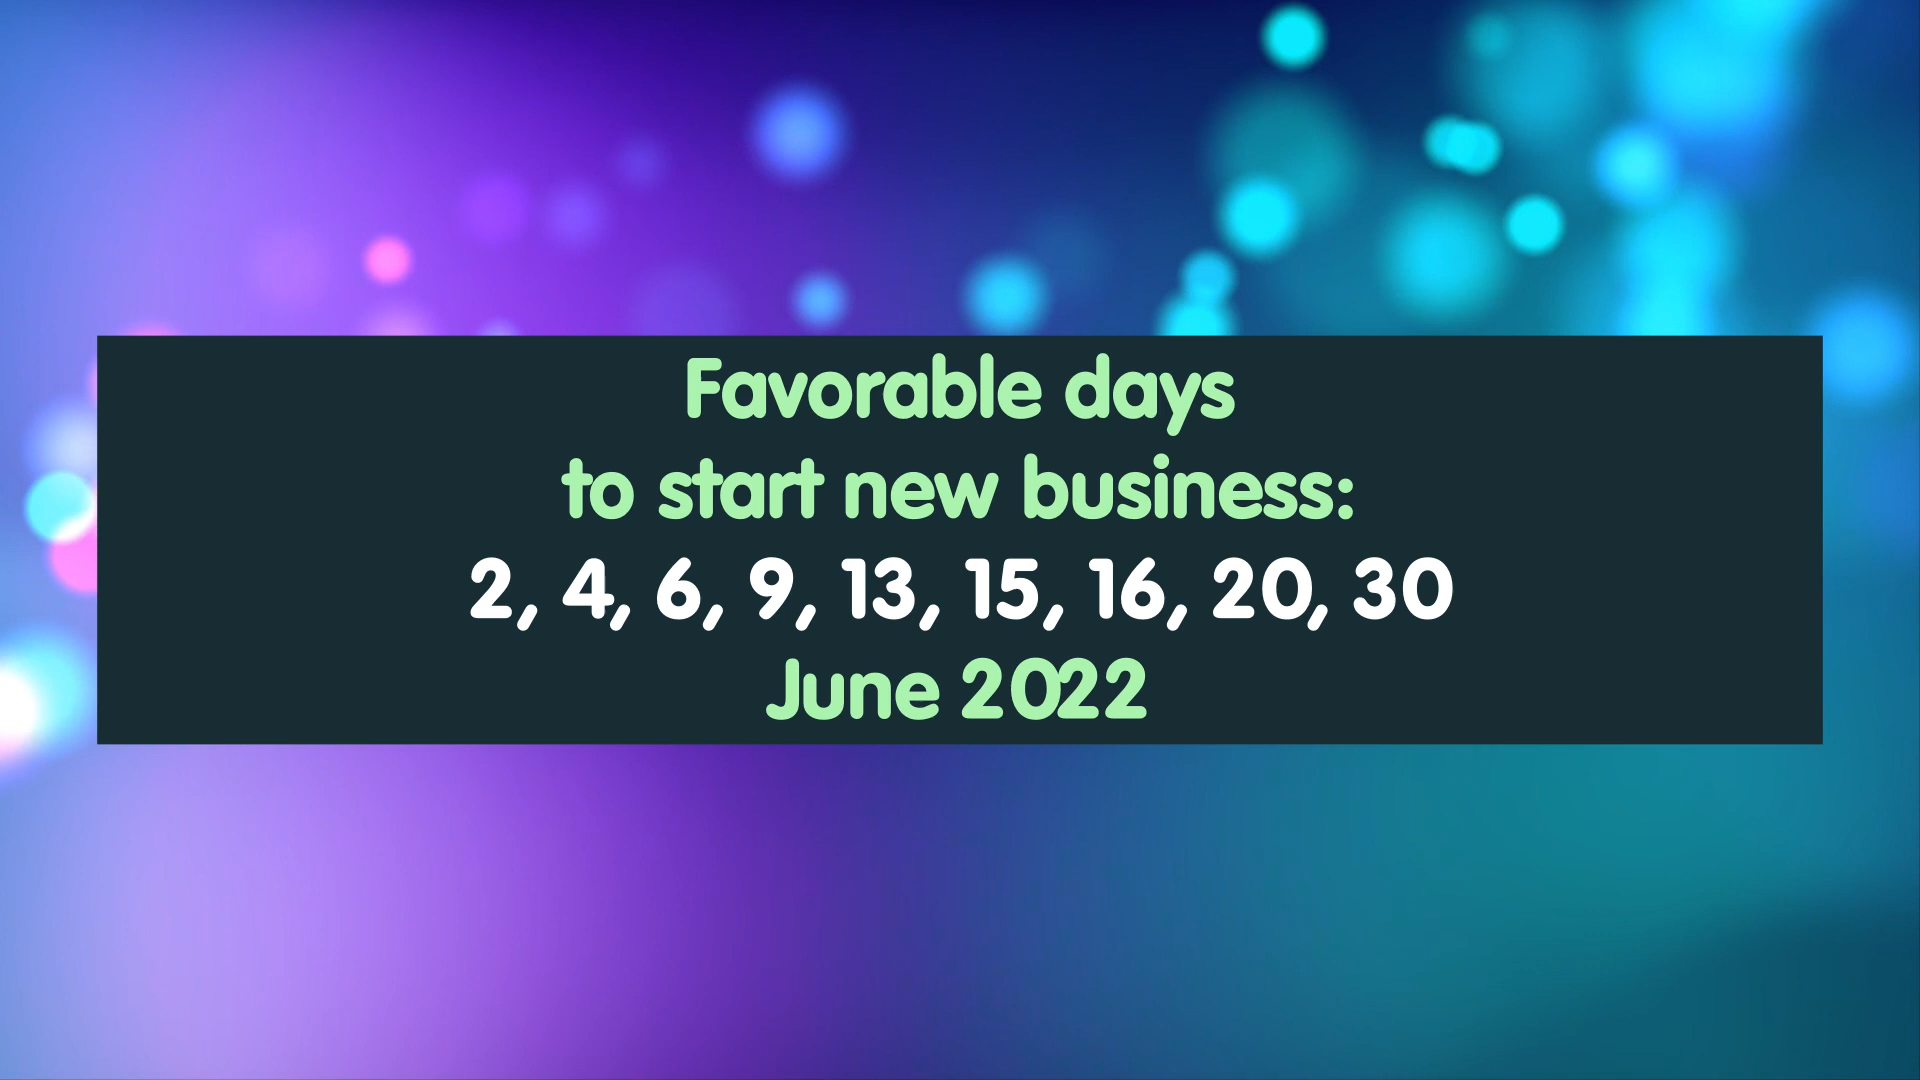 Favorable days
to start new business:
2, 4, 6, 9, 13, 15, 16, 20, 30
June 2022